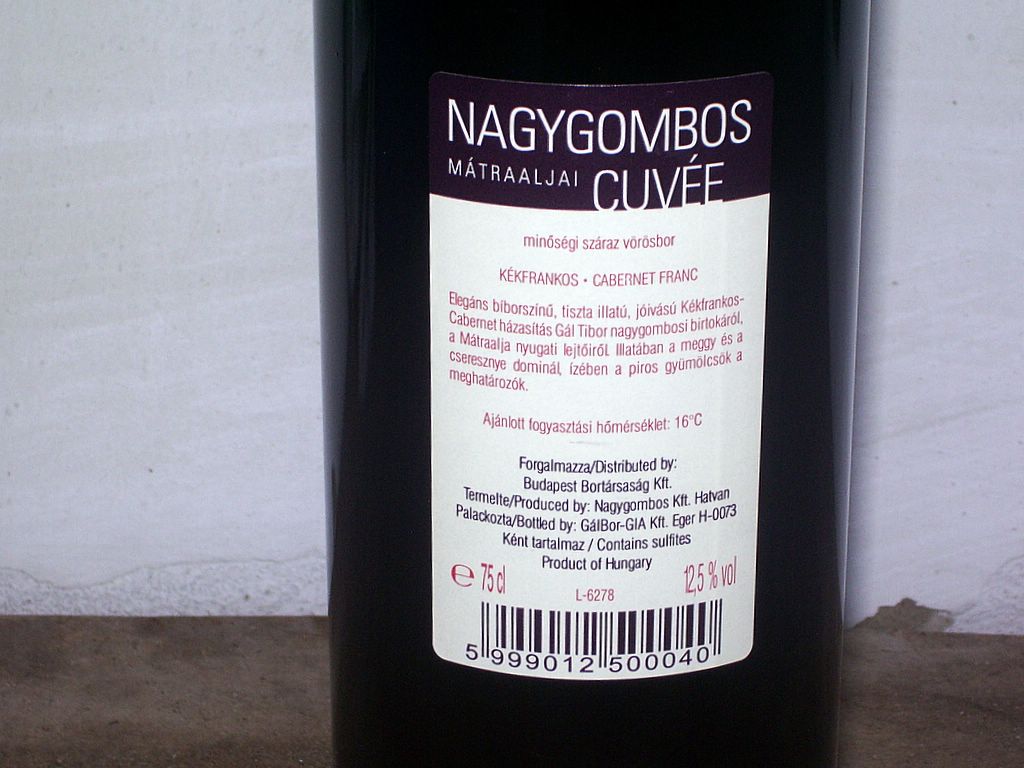 NAGYGOMBOS
MÁTRAALJAI CUVÉE
minőségi száraz vörösbor
KÉKFRANKOS • CABERNET FRANC
Elegáns bíborszínű, tiszta illatú, jóivású Kékfrankos-
Cabernet házasítás Gál Tibor nagygombosi birtokáról,
a Mátraalja nyugati lejtőiről. Illatában a meggy és a
cseresznye dominál, ízében a piros gyümölcsök a
meghatározók.
Ajánlott fogyasztási hőmérséklet: 16°C
Forgalmazza/Distributed by:
Budapest Bortársaság Kft.
Termelte/Produced by: Nagygombos Kft. Hatvan
Palackozta/Bottled by: GálBor-GIA Kft. Eger H-0073
Ként tartalmaz / Contains sulfites
Product of Hungary
℮ 75 cl L-6278 12,5 % vol
5 999012 500040